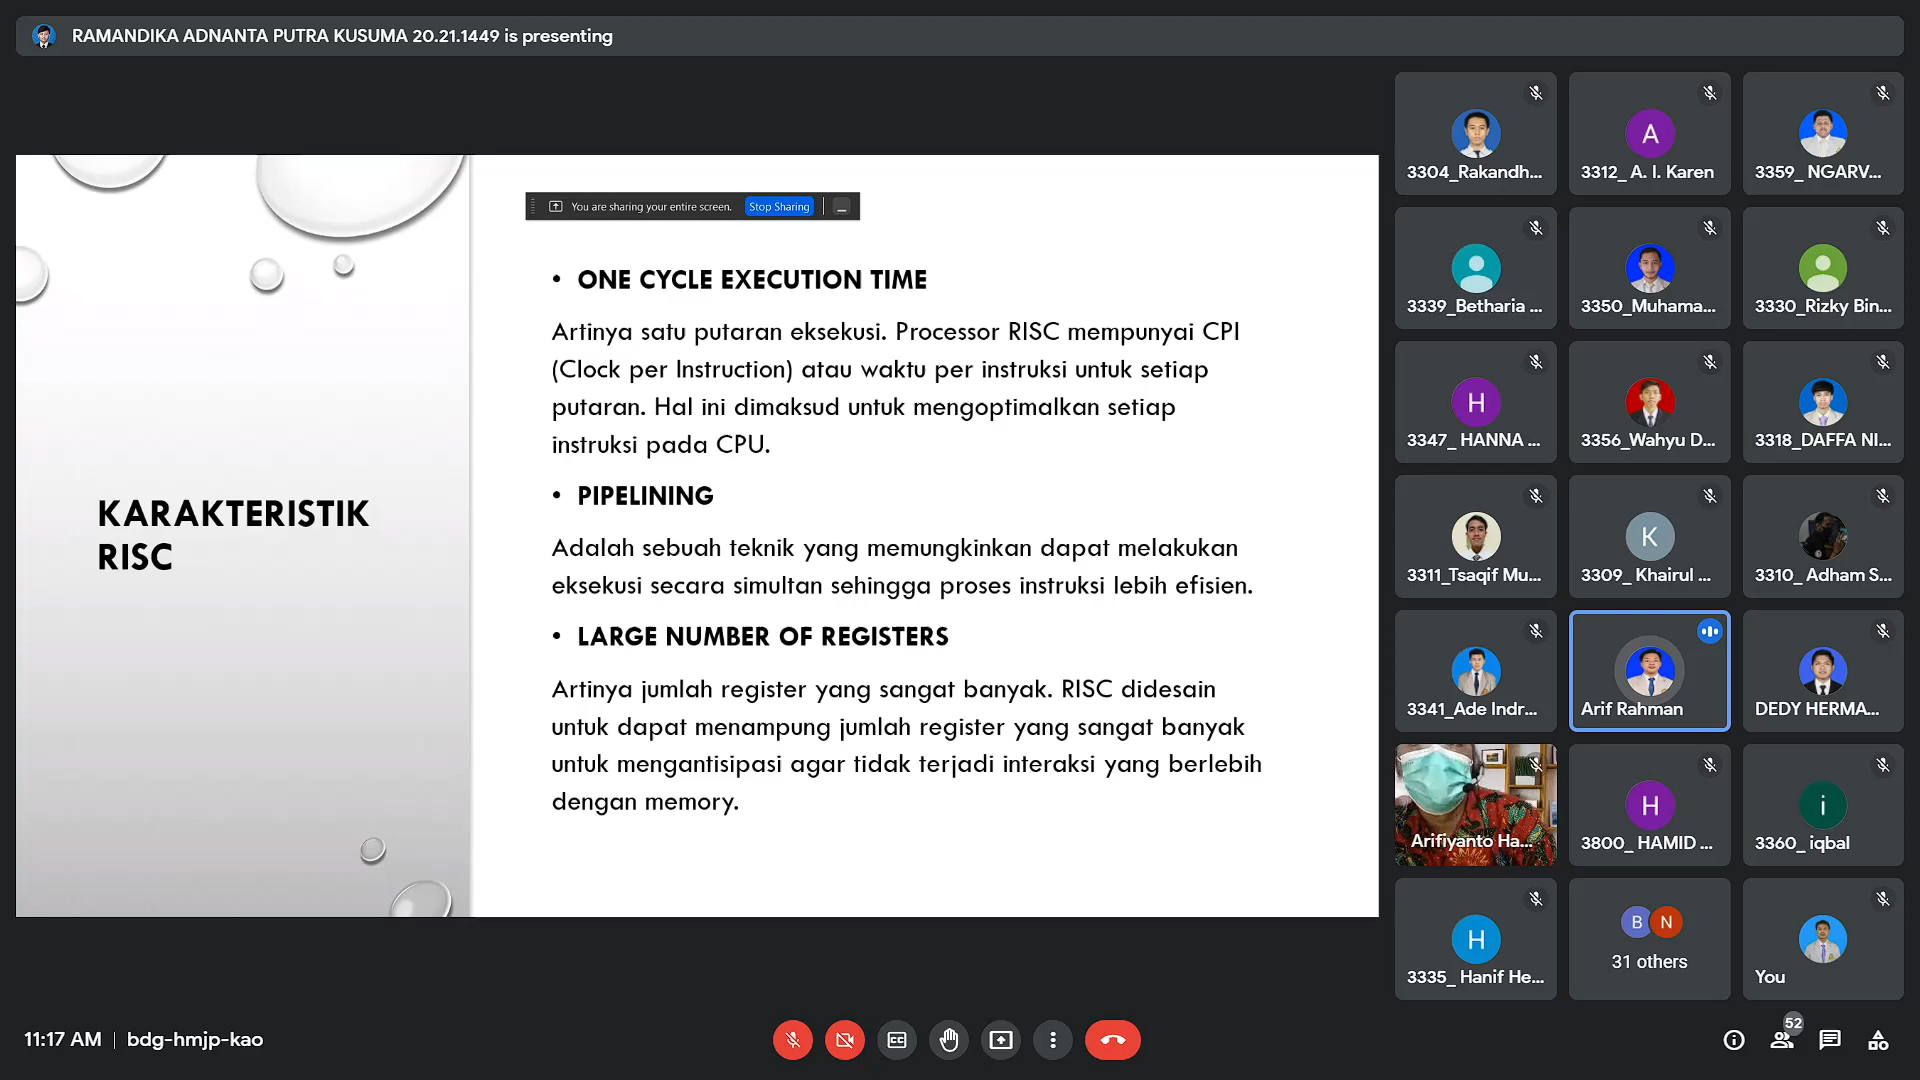 RAMANDIKA ADNANTA PUTRA KUSUMA 20.21.1449 is presenting
You are sharing your entire screen. Stop Sharing
KARAKTERISTIK
RISC
• ONE CYCLE EXECUTION TIME
Artinya satu putaran eksekusi. Processor RISC mempunyai CPI
(Clock per Instruction) atau waktu per instruksi untuk setiap
putaran. Hal ini dimaksud untuk mengoptimalkan setiap
instruksi pada CPU.
• PIPELINING
Adalah sebuah teknik yang memungkinkan dapat melakukan
eksekusi secara simultan sehingga proses instruksi lebih efisien.
• LARGE NUMBER OF REGISTERS
Artinya jumlah register yang sangat banyak. RISC didesain
untuk dapat menampung jumlah register yang sangat banyak
untuk mengantisipasi agar tidak terjadi interaksi yang berlebih
dengan memory.
3304_Rakandh...
A
3312_ A. I. Karen
3359_ NGARV...
3339_Betharia ...
3350_Muhama...
3330_Rizky Bin...
H
3347_ HANNA ...
3356_Wahyu D...
3318_DAFFA NI...
3311_Tsaqif Mu...
K
3309_ Khairul ...
3310_ Adham S...
3341_Ade Indr...
Arif Rahman
DEDY HERMA...
Arifiyanto Ha...
H
3800_ HAMID ...
i
3360_ iqbal
H
3335_ Hanif He...
B N
31 others
You
11:17 AM | bdg-hmjp-kao
52